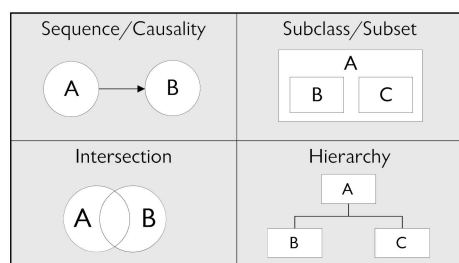 Sequence/Causality
A
B
Subclass/Subset
A
B
C
Intersection
A
B
Hierarchy
A
B
C